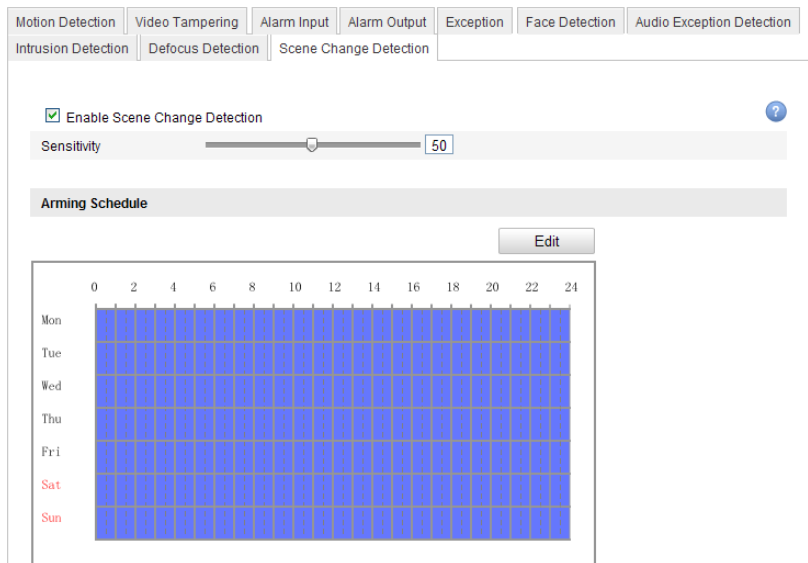 Motion Detection Video Tampering Alarm Input Alarm Output Exception Face Detection Audio Exception Detection
Intrusion Detection Defocus Detection Scene Change Detection
Enable Scene Change Detection ?
Sensitivity 50
Arming Schedule
Edit
0 2 4 6 8 10 12 14 16 18 20 22 24
Mon
Tue
Wed
Thu
Fri
Sat
Sun